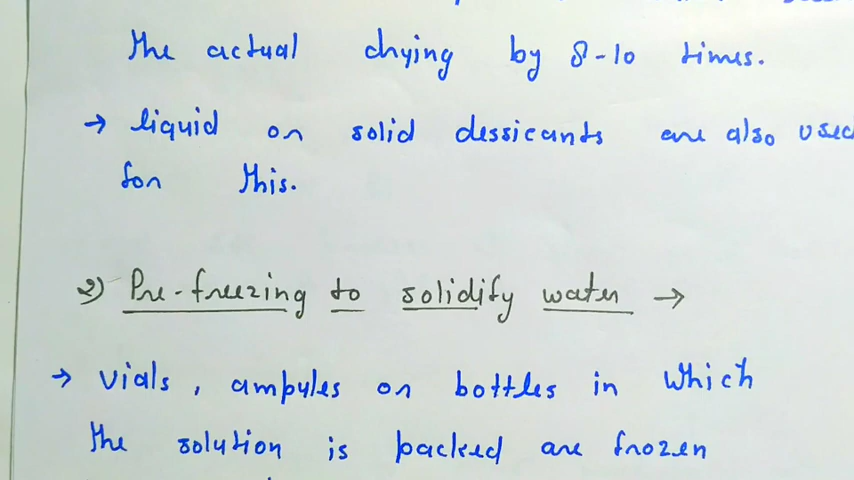 the actual drying by 8-10 times.
→ liquid or solid dessicants are also used
for this.
2) Pre-freezing to solidify water →
→ vials, ampules or bottles in which
the solution is packed are frozen